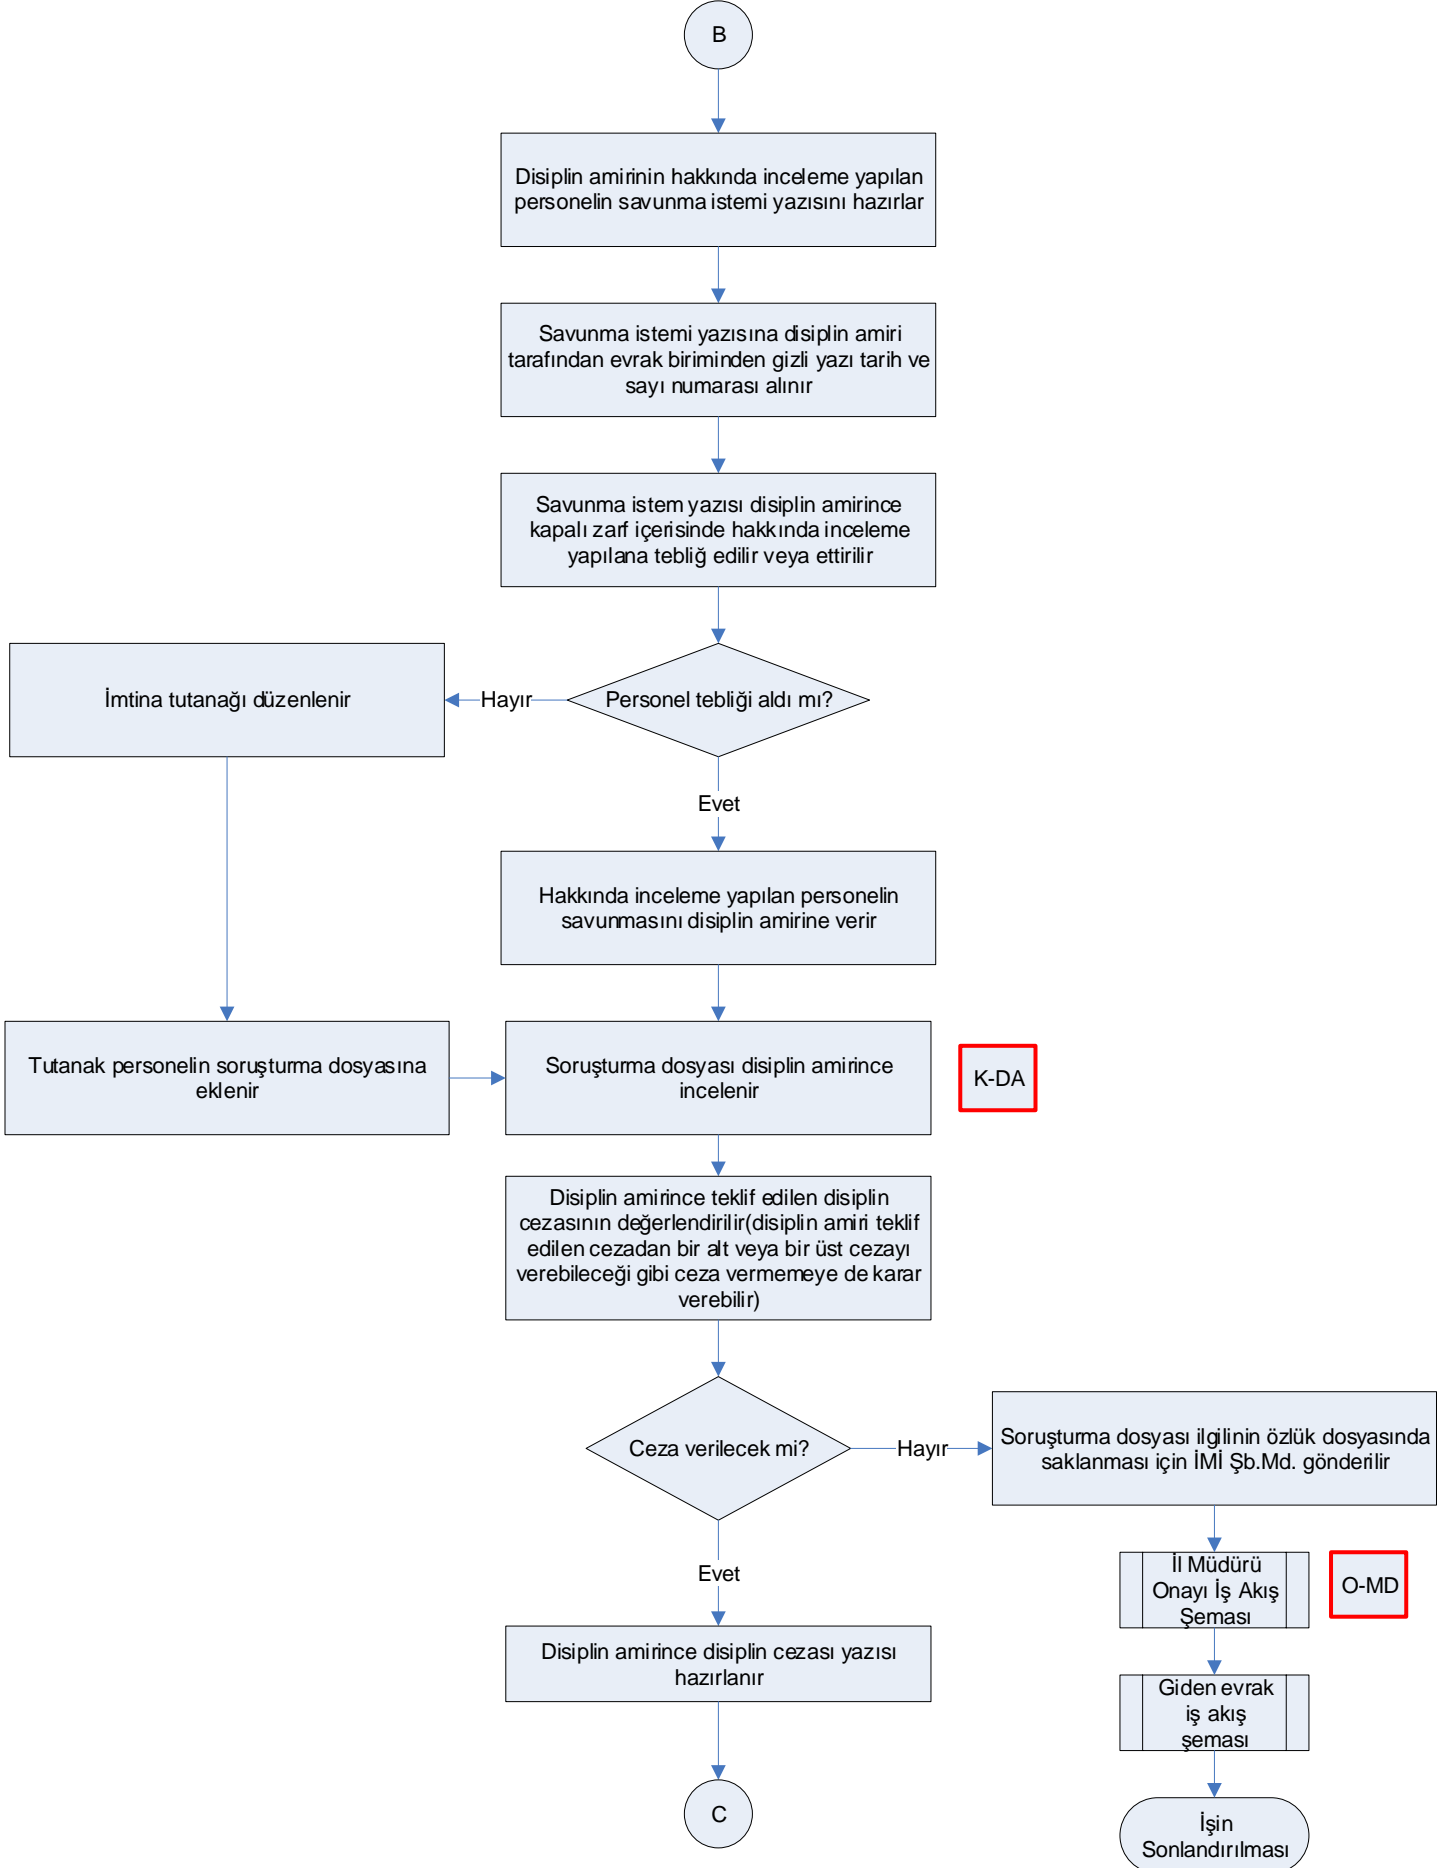 B
Disiplin amirinin hakkında inceleme yapılan
personelin savunma istemi yazısını hazırlar
Savunma istemi yazısına disiplin amiri
tarafından evrak biriminden gizli yazı tarih ve
sayı numarası alınır
Savunma istem yazısı disiplin amirince
kapalı zarf içerisinde hakkında inceleme
yapılana tebliğ edilir veya ettirilir
İmtina tutanağı düzenlenir
Hayır
Personel tebliği aldı mı?
Evet
Hakkında inceleme yapılan personelin
savunmasını disiplin amirine verir
Tutanak personelin soruşturma dosyasına
eklenir
Soruşturma dosyası disiplin amirince
incelenir
K-DA
Disiplin amirince teklif edilen disiplin
cezasının değerlendirilir(disiplin amiri teklif
edilen cezadan bir alt veya bir üst cezayı
verebileceği gibi ceza vermemeye de karar
verebilir)
Ceza verilecek mi?
Hayır
Soruşturma dosyası ilgilinin özlük dosyasında
saklanması için İMİ Şb.Md. gönderilir
Evet
İl Müdürü
Onayı İş Akış
Şeması
O-MD
Disiplin amirince disiplin cezası yazısı
hazırlanır
Giden evrak
iş akış
şeması
C
İşin
Sonlandırılması